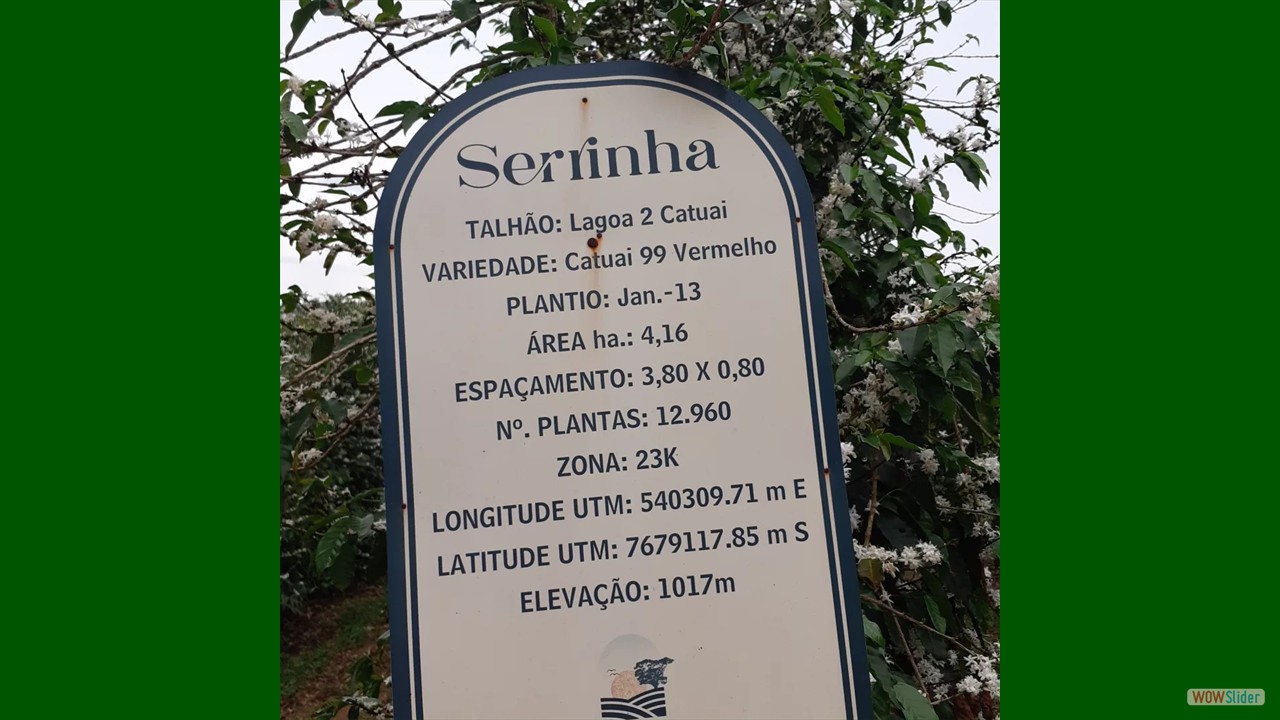 Serrinha
TALHÃO: Lagoa 2 Catuai
VARIEDADE: Catuai 99 Vermelho
PLANTIO: Jan.-13
ÁREA ha.: 4,16
ESPAÇAMENTO: 3,80 X 0,80
Nº. PLANTAS: 12.960
ZONA: 23K
LONGITUDE UTM: 540309.71 m E
LATITUDE UTM: 7679117.85 m S
ELEVAÇÃO: 1017m
WOWSlider